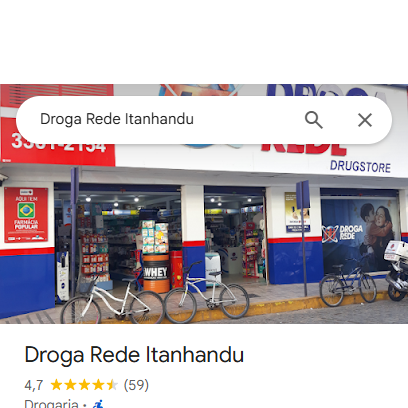 Droga Rede Itanhandu
REDE
3361-2154
DRUGSTORE
AQUI TEM
FARMÁCIA
POPULAR
DROGA
REDE
WHEY
Droga Rede Itanhandu
4,7 (59)
Drogaria ·